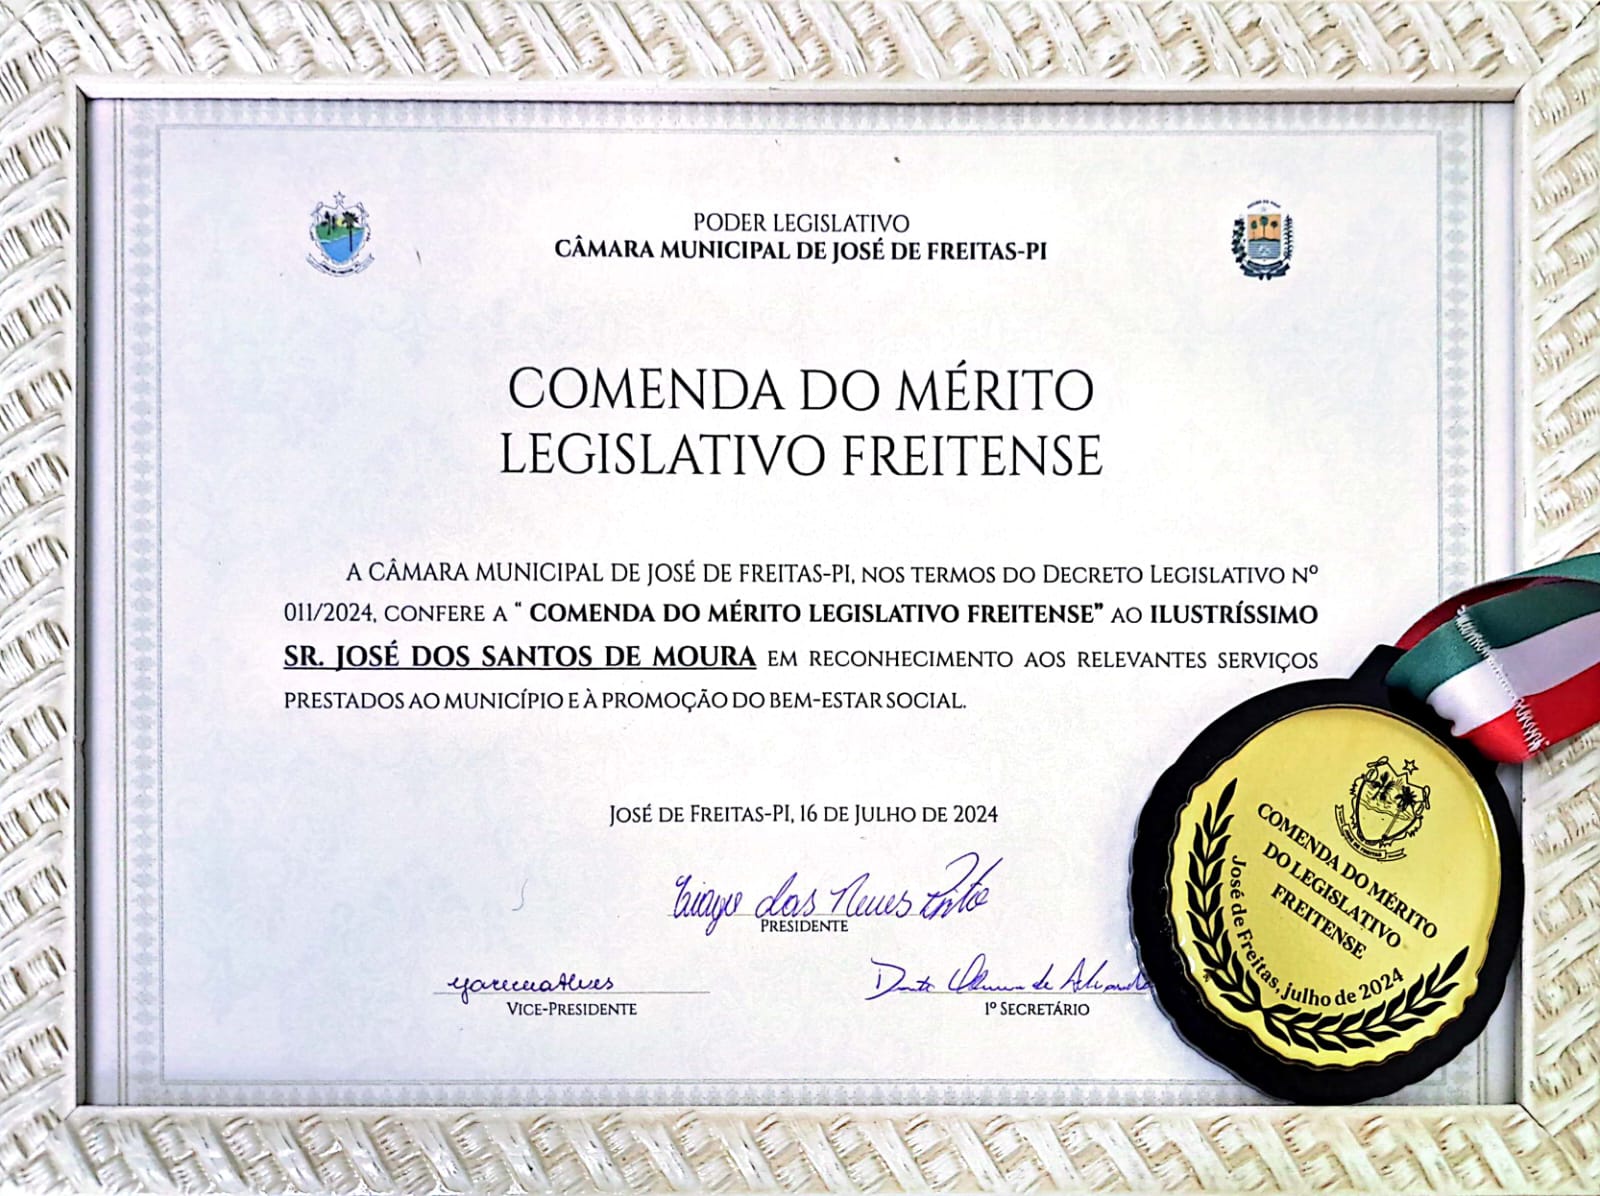 PODER LEGISLATIVO
CÂMARA MUNICIPAL DE JOSÉ DE FREITAS-PI
COMENDA DO MÉRITO
LEGISLATIVO FREITENSE
A CÂMARA MUNICIPAL DE JOSÉ DE FREITAS-PI, NOS TERMOS DO DECRETO LEGISLATIVO Nº
011/2024, CONFERE A “ COMENDA DO MÉRITO LEGISLATIVO FREITENSE” AO ILUSTRÍSSIMO
SR. JOSÉ DOS SANTOS DE MOURA EM RECONHECIMENTO AOS RELEVANTES SERVIÇOS
PRESTADOS AO MUNICÍPIO E À PROMOÇÃO DO BEM-ESTAR SOCIAL.
JOSÉ DE FREITAS-PI, 16 DE JULHO DE 2024
das Neves Pinto
PRESIDENTE
VICE-PRESIDENTE
1º SECRETÁRIO
COMENDA DO MÉRITO
DO LEGISLATIVO
FREITENSE
José de Freitas, julho de 2024